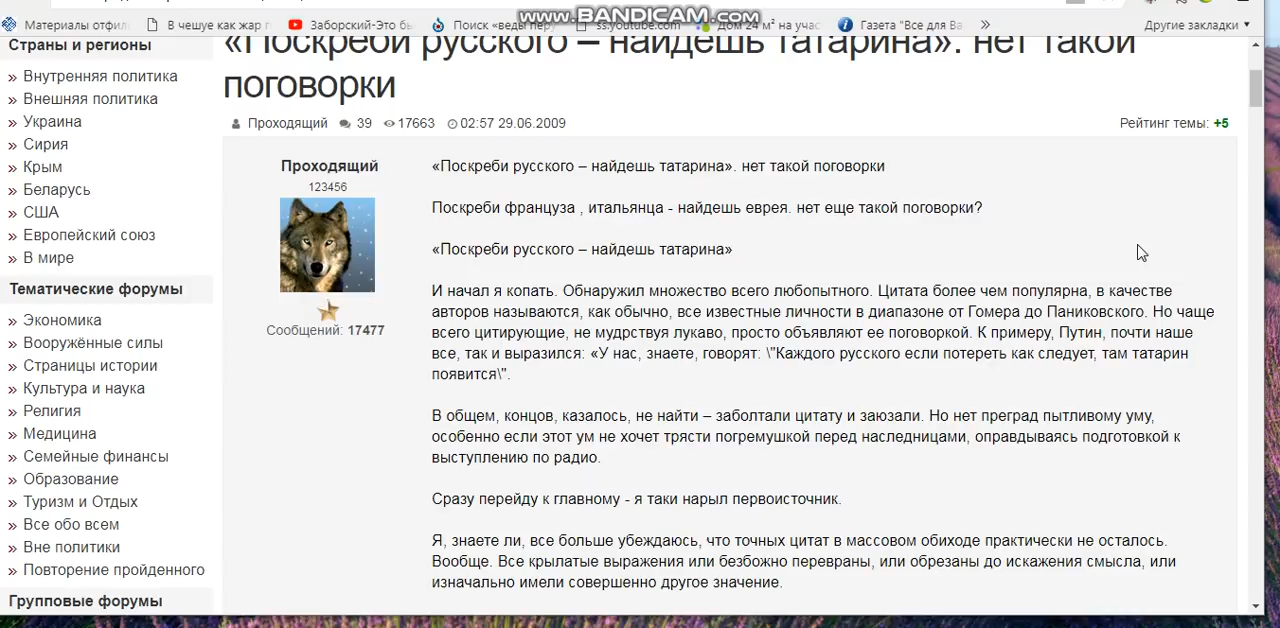 www.BANDICAM.com
Материалы отфил
В чешуе как жар г
Заборский-Это бы
Поиск «веды перу
ss.youtube.com
Дом 24 м² на учас
Газета "Все для Ва
»
Другие закладки
Страны и регионы
» Внутренняя политика
» Внешняя политика
» Украина
» Сирия
» Крым
» Беларусь
» США
» Европейский союз
» В мире
Тематические форумы
» Экономика
» Вооружённые силы
» Страницы истории
» Культура и наука
» Религия
» Медицина
» Семейные финансы
» Образование
» Туризм и Отдых
» Все обо всем
» Вне политики
» Повторение пройденного
Групповые форумы
«Поскреби русского – найдешь татарина». нет такой
поговорки
Проходящий 39 17663 02:57 29.06.2009
Рейтинг темы: +5
Проходящий
123456
Сообщений: 17477
«Поскреби русского – найдешь татарина». нет такой поговорки
Поскреби француза , итальянца - найдешь еврея. нет еще такой поговорки?
«Поскреби русского – найдешь татарина»
И начал я копать. Обнаружил множество всего любопытного. Цитата более чем популярна, в качестве
авторов называются, как обычно, все известные личности в диапазоне от Гомера до Паниковского. Но чаще
всего цитирующие, не мудрствуя лукаво, просто объявляют ее поговоркой. К примеру, Путин, почти наше
все, так и выразился: «У нас, знаете, говорят: \"Каждого русского если потереть как следует, там татарин
появится\".
В общем, концов, казалось, не найти – заболтали цитату и заюзали. Но нет преград пытливому уму,
особенно если этот ум не хочет трясти погремушкой перед наследницами, оправдываясь подготовкой к
выступлению по радио.
Сразу перейду к главному - я таки нарыл первоисточник.
Я, знаете ли, все больше убеждаюсь, что точных цитат в массовом обиходе практически не осталось.
Вообще. Все крылатые выражения или безбожно перевраны, или обрезаны до искажения смысла, или
изначально имели совершенно другое значение.